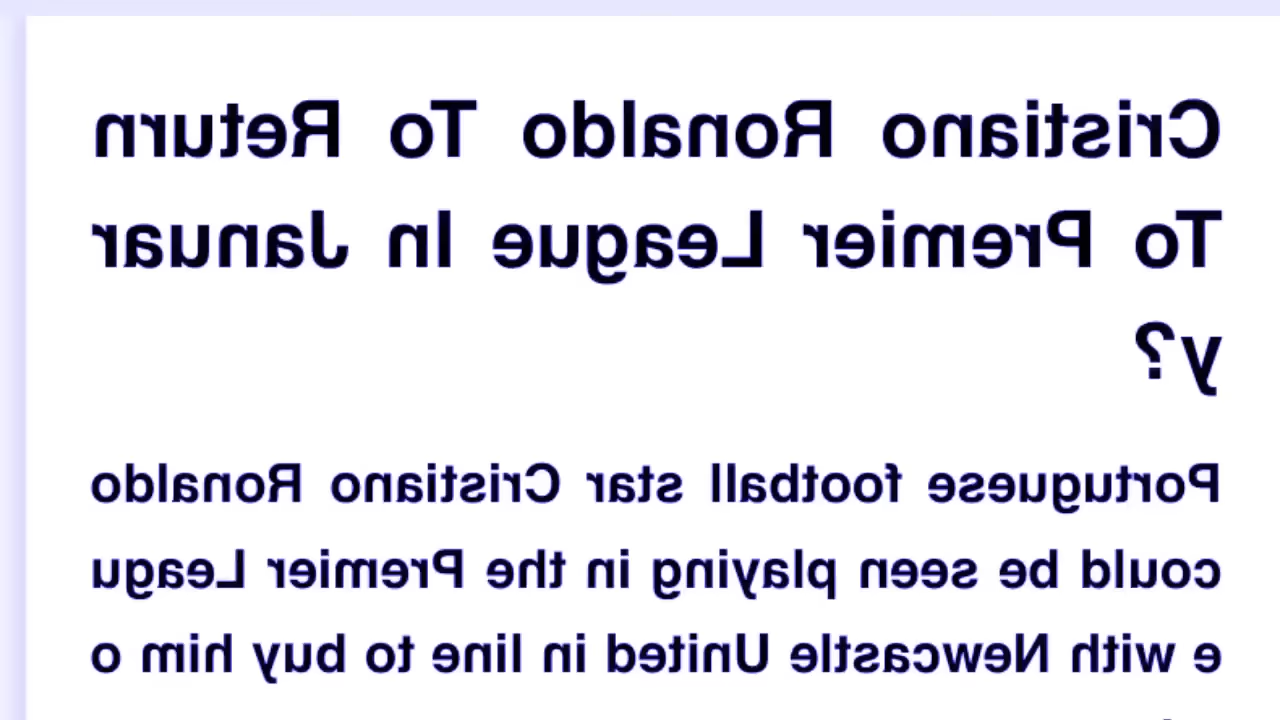 Cristiano Ronaldo To Return
To Premier League In Januar
y?
Portuguese football star Cristiano Ronaldo
could be seen playing in the Premier Leagu
e with Newcastle United in line to buy him o